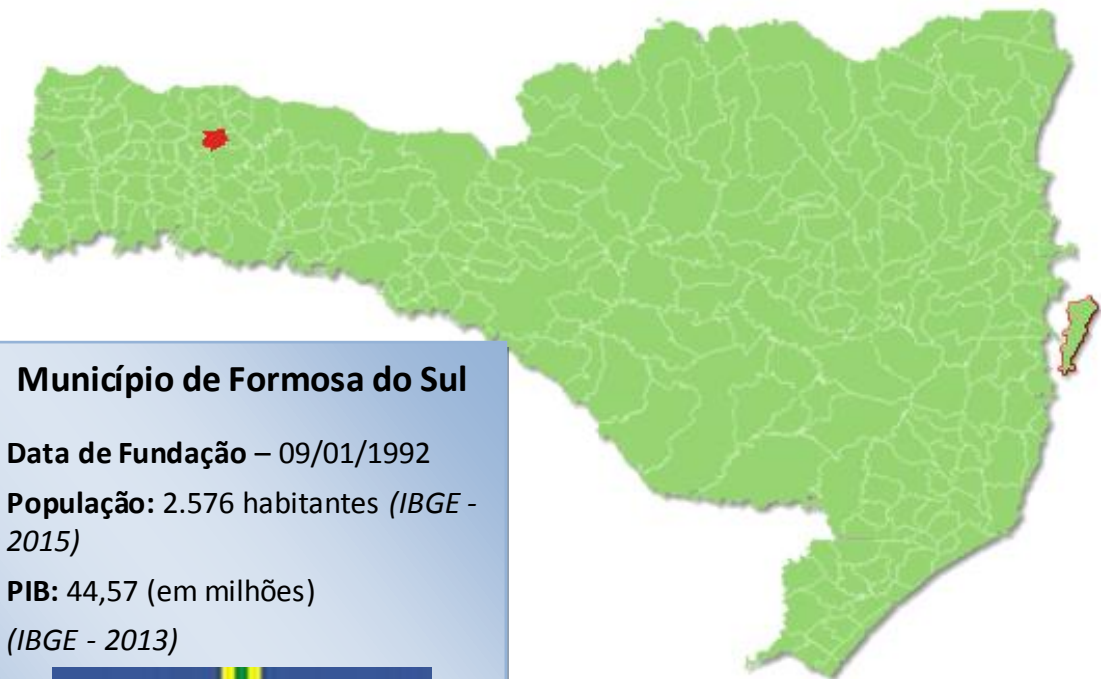 Município de Formosa do Sul
Data de Fundação – 09/01/1992
População: 2.576 habitantes (IBGE -
2015)
PIB: 44,57 (em milhões)
(IBGE - 2013)